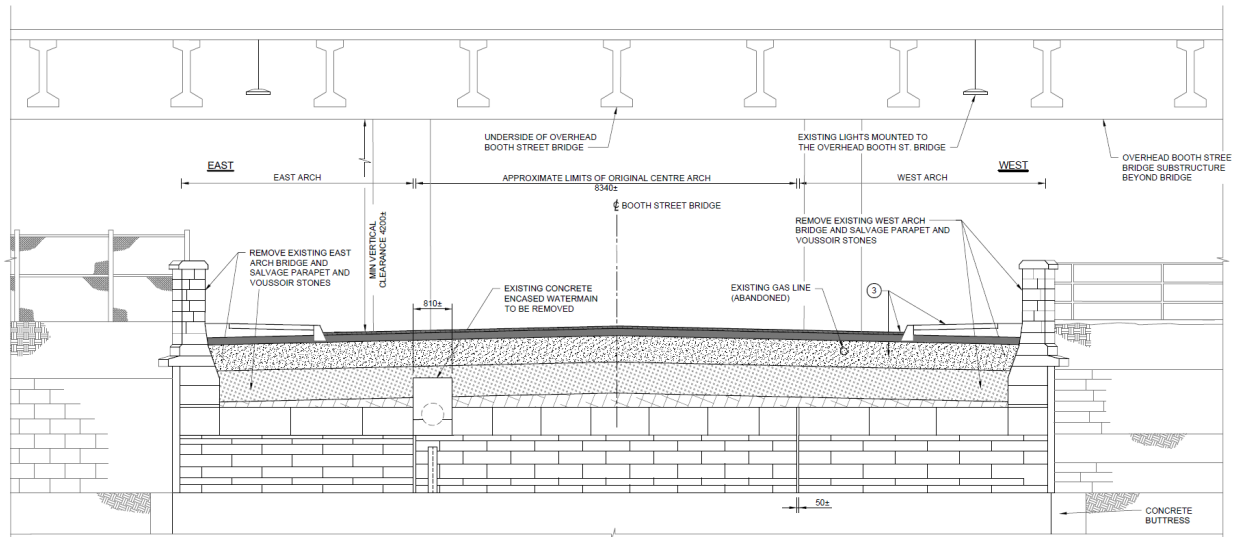 UNDERSIDE OF OVERHEAD
BOOTH STREET BRIDGE
EXISTING LIGHTS MOUNTED TO
THE OVERHEAD BOOTH ST. BRIDGE
OVERHEAD BOOTH STREE
BRIDGE SUBSTRUCTURE
BEYOND BRIDGE
EAST
WEST
EAST ARCH
APPROXIMATE LIMITS OF ORIGINAL CENTRE ARCH
8340±
WEST ARCH
℄ BOOTH STREET BRIDGE
MIN VERTICAL
CLEARANCE 4200±
REMOVE EXISTING EAST
ARCH BRIDGE AND
SALVAGE PARAPET AND
VOUSSOIR STONES
REMOVE EXISTING WEST ARCH
BRIDGE AND SALVAGE PARAPET AND
VOUSSOIR STONES
810±
EXISTING CONCRETE
ENCASED WATERMAIN
TO BE REMOVED
EXISTING GAS LINE
(ABANDONED)
3
50±
CONCRETE
BUTTRESS